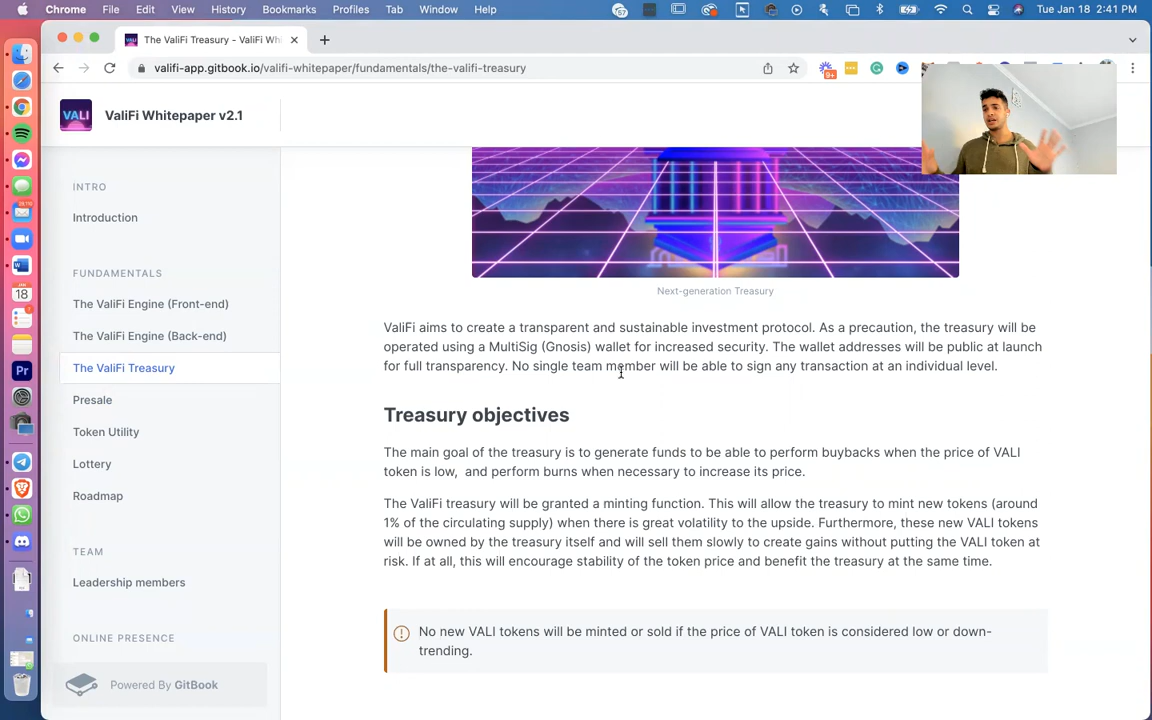 Chrome File Edit View History Bookmarks Profiles Tab Window Help
57
Tue Jan 18 2:41 PM
The ValiFi Treasury - ValiFi Wh
valifi-app.gitbook.io/valifi-whitepaper/fundamentals/the-valifi-treasury
9+
VALI
ValiFi Whitepaper v2.1
INTRO
Introduction
FUNDAMENTALS
The ValiFi Engine (Front-end)
The ValiFi Engine (Back-end)
The ValiFi Treasury
Presale
Token Utility
Lottery
Roadmap
TEAM
Leadership members
ONLINE PRESENCE
Powered By GitBook
Next-generation Treasury
ValiFi aims to create a transparent and sustainable investment protocol. As a precaution, the treasury will be
operated using a MultiSig (Gnosis) wallet for increased security. The wallet addresses will be public at launch
for full transparency. No single team member will be able to sign any transaction at an individual level.
Treasury objectives
The main goal of the treasury is to generate funds to be able to perform buybacks when the price of VALI
token is low, and perform burns when necessary to increase its price.
The ValiFi treasury will be granted a minting function. This will allow the treasury to mint new tokens (around
1% of the circulating supply) when there is great volatility to the upside. Furthermore, these new VALI tokens
will be owned by the treasury itself and will sell them slowly to create gains without putting the VALI token at
risk. If at all, this will encourage stability of the token price and benefit the treasury at the same time.
No new VALI tokens will be minted or sold if the price of VALI token is considered low or down-
trending.
18
Pr